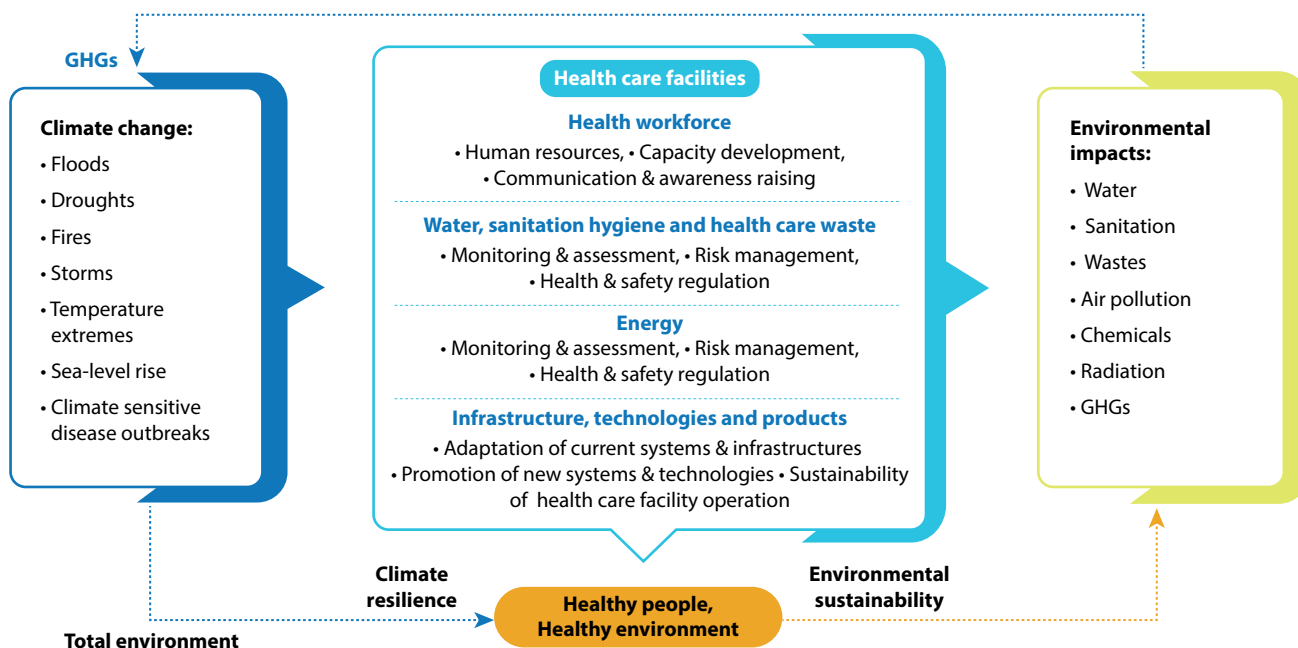 GHGs
Climate change:
• Floods
• Droughts
• Fires
• Storms
• Temperature
extremes
• Sea-level rise
• Climate sensitive
disease outbreaks
Health care facilities
Health workforce
• Human resources, • Capacity development,
• Communication & awareness raising
Water, sanitation hygiene and health care waste
• Monitoring & assessment, • Risk management,
• Health & safety regulation
Energy
• Monitoring & assessment, • Risk management,
• Health & safety regulation
Infrastructure, technologies and products
• Adaptation of current systems & infrastructures
• Promotion of new systems & technologies • Sustainability
of health care facility operation
Environmental
impacts:
• Water
• Sanitation
• Wastes
• Air pollution
• Chemicals
• Radiation
• GHGs
Climate
resilience
Healthy people,
Healthy environment
Environmental
sustainability
Total environment